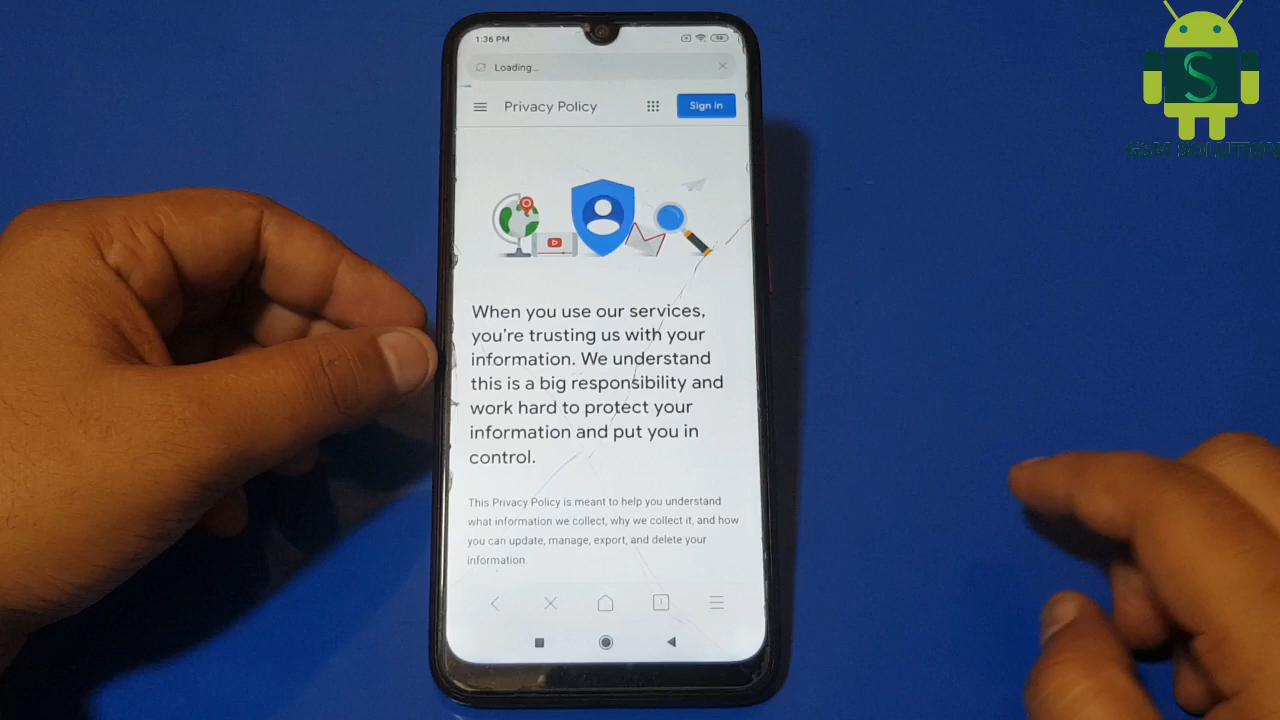 1:36 PM
58
Loading...
Privacy Policy
Sign in
When you use our services,
you're trusting us with your
information. We understand
this is a big responsibility and
work hard to protect your
information and put you in
control.
This Privacy Policy is meant to help you understand
what information we collect, why we collect it, and how
you can update, manage, export, and delete your
information.
1
S
GSM SOLUTION